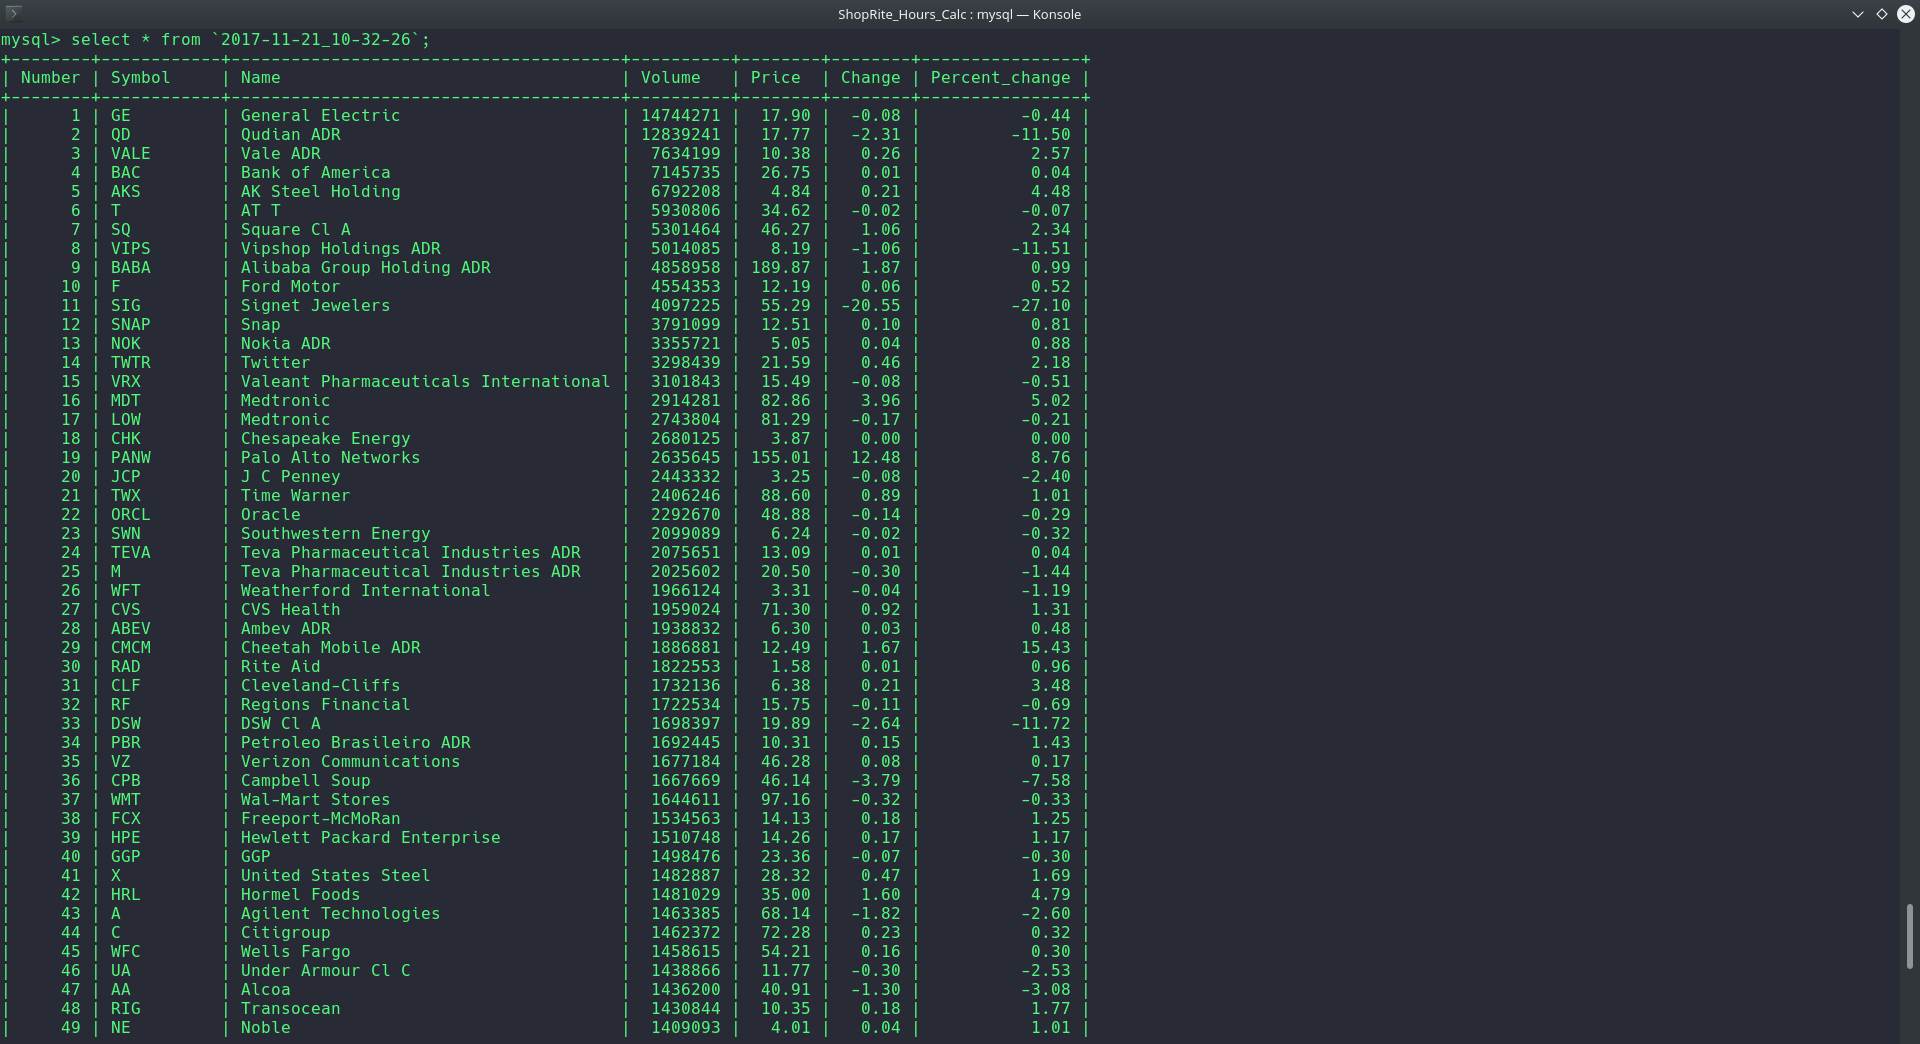 ShopRite_Hours_Calc : mysql — Konsole
mysql> select * from `2017-11-21_10-32-26`;
+--------+------------+---------------------------------------+----------+--------+--------+----------------+
| Number | Symbol     | Name                                  | Volume   | Price  | Change | Percent_change |
+--------+------------+---------------------------------------+----------+--------+--------+----------------+
|      1 | GE         | General Electric                      | 14744271 |  17.90 |  -0.08 |          -0.44 |
|      2 | QD         | Qudian ADR                            | 12839241 |  17.77 |  -2.31 |         -11.50 |
|      3 | VALE       | Vale ADR                              |  7634199 |  10.38 |   0.26 |           2.57 |
|      4 | BAC        | Bank of America                       |  7145735 |  26.75 |   0.01 |           0.04 |
|      5 | AKS        | AK Steel Holding                      |  6792208 |   4.84 |   0.21 |           4.48 |
|      6 | T          | AT T                                  |  5930806 |  34.62 |  -0.02 |          -0.07 |
|      7 | SQ         | Square Cl A                           |  5301464 |  46.27 |   1.06 |           2.34 |
|      8 | VIPS       | Vipshop Holdings ADR                  |  5014085 |   8.19 |  -1.06 |         -11.51 |
|      9 | BABA       | Alibaba Group Holding ADR             |  4858958 | 189.87 |   1.87 |           0.99 |
|     10 | F          | Ford Motor                            |  4554353 |  12.19 |   0.06 |           0.52 |
|     11 | SIG        | Signet Jewelers                       |  4097225 |  55.29 | -20.55 |         -27.10 |
|     12 | SNAP       | Snap                                  |  3791099 |  12.51 |   0.10 |           0.81 |
|     13 | NOK        | Nokia ADR                             |  3355721 |   5.05 |   0.04 |           0.88 |
|     14 | TWTR       | Twitter                               |  3298439 |  21.59 |   0.46 |           2.18 |
|     15 | VRX        | Valeant Pharmaceuticals International |  3101843 |  15.49 |  -0.08 |          -0.51 |
|     16 | MDT        | Medtronic                             |  2914281 |  82.86 |   3.96 |           5.02 |
|     17 | LOW        | Medtronic                             |  2743804 |  81.29 |  -0.17 |          -0.21 |
|     18 | CHK        | Chesapeake Energy                     |  2680125 |   3.87 |   0.00 |           0.00 |
|     19 | PANW       | Palo Alto Networks                    |  2635645 | 155.01 |  12.48 |           8.76 |
|     20 | JCP        | J C Penney                            |  2443332 |   3.25 |  -0.08 |          -2.40 |
|     21 | TWX        | Time Warner                           |  2406246 |  88.60 |   0.89 |           1.01 |
|     22 | ORCL       | Oracle                                |  2292670 |  48.88 |  -0.14 |          -0.29 |
|     23 | SWN        | Southwestern Energy                   |  2099089 |   6.24 |  -0.02 |          -0.32 |
|     24 | TEVA       | Teva Pharmaceutical Industries ADR    |  2075651 |  13.09 |   0.01 |           0.04 |
|     25 | M          | Teva Pharmaceutical Industries ADR    |  2025602 |  20.50 |  -0.30 |          -1.44 |
|     26 | WFT        | Weatherford International             |  1966124 |   3.31 |  -0.04 |          -1.19 |
|     27 | CVS        | CVS Health                            |  1959024 |  71.30 |   0.92 |           1.31 |
|     28 | ABEV       | Ambev ADR                             |  1938832 |   6.30 |   0.03 |           0.48 |
|     29 | CMCM       | Cheetah Mobile ADR                    |  1886881 |  12.49 |   1.67 |          15.43 |
|     30 | RAD        | Rite Aid                              |  1822553 |   1.58 |   0.01 |           0.96 |
|     31 | CLF        | Cleveland-Cliffs                      |  1732136 |   6.38 |   0.21 |           3.48 |
|     32 | RF         | Regions Financial                     |  1722534 |  15.75 |  -0.11 |          -0.69 |
|     33 | DSW        | DSW Cl A                              |  1698397 |  19.89 |  -2.64 |         -11.72 |
|     34 | PBR        | Petroleo Brasileiro ADR               |  1692445 |  10.31 |   0.15 |           1.43 |
|     35 | VZ         | Verizon Communications                |  1677184 |  46.28 |   0.08 |           0.17 |
|     36 | CPB        | Campbell Soup                         |  1667669 |  46.14 |  -3.79 |          -7.58 |
|     37 | WMT        | Wal-Mart Stores                       |  1644611 |  97.16 |  -0.32 |          -0.33 |
|     38 | FCX        | Freeport-McMoRan                      |  1534563 |  14.13 |   0.18 |           1.25 |
|     39 | HPE        | Hewlett Packard Enterprise            |  1510748 |  14.26 |   0.17 |           1.17 |
|     40 | GGP        | GGP                                   |  1498476 |  23.36 |  -0.07 |          -0.30 |
|     41 | X          | United States Steel                   |  1482887 |  28.32 |   0.47 |           1.69 |
|     42 | HRL        | Hormel Foods                          |  1481029 |  35.00 |   1.60 |           4.79 |
|     43 | A          | Agilent Technologies                  |  1463385 |  68.14 |  -1.82 |          -2.60 |
|     44 | C          | Citigroup                             |  1462372 |  72.28 |   0.23 |           0.32 |
|     45 | WFC        | Wells Fargo                           |  1458615 |  54.21 |   0.16 |           0.30 |
|     46 | UA         | Under Armour Cl C                     |  1438866 |  11.77 |  -0.30 |          -2.53 |
|     47 | AA         | Alcoa                                 |  1436200 |  40.91 |  -1.30 |          -3.08 |
|     48 | RIG        | Transocean                            |  1430844 |  10.35 |   0.18 |           1.77 |
|     49 | NE         | Noble                                 |  1409093 |   4.01 |   0.04 |           1.01 |